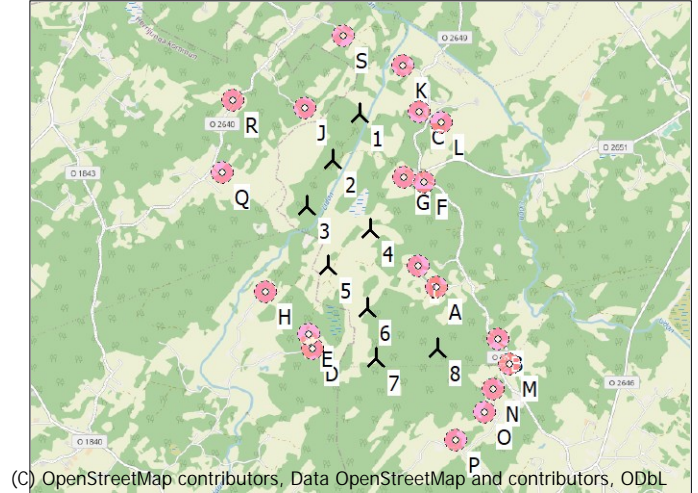 O 2649
S
K
R
O 2640
J
1
C
L
O 2651
2
O 1843
Q
G
F
3
4
5
A
H
6
E
D
7
8
M
O 2646
N
O
O 1840
P
(C) OpenStreetMap contributors, Data OpenStreetMap and contributors, ODbL